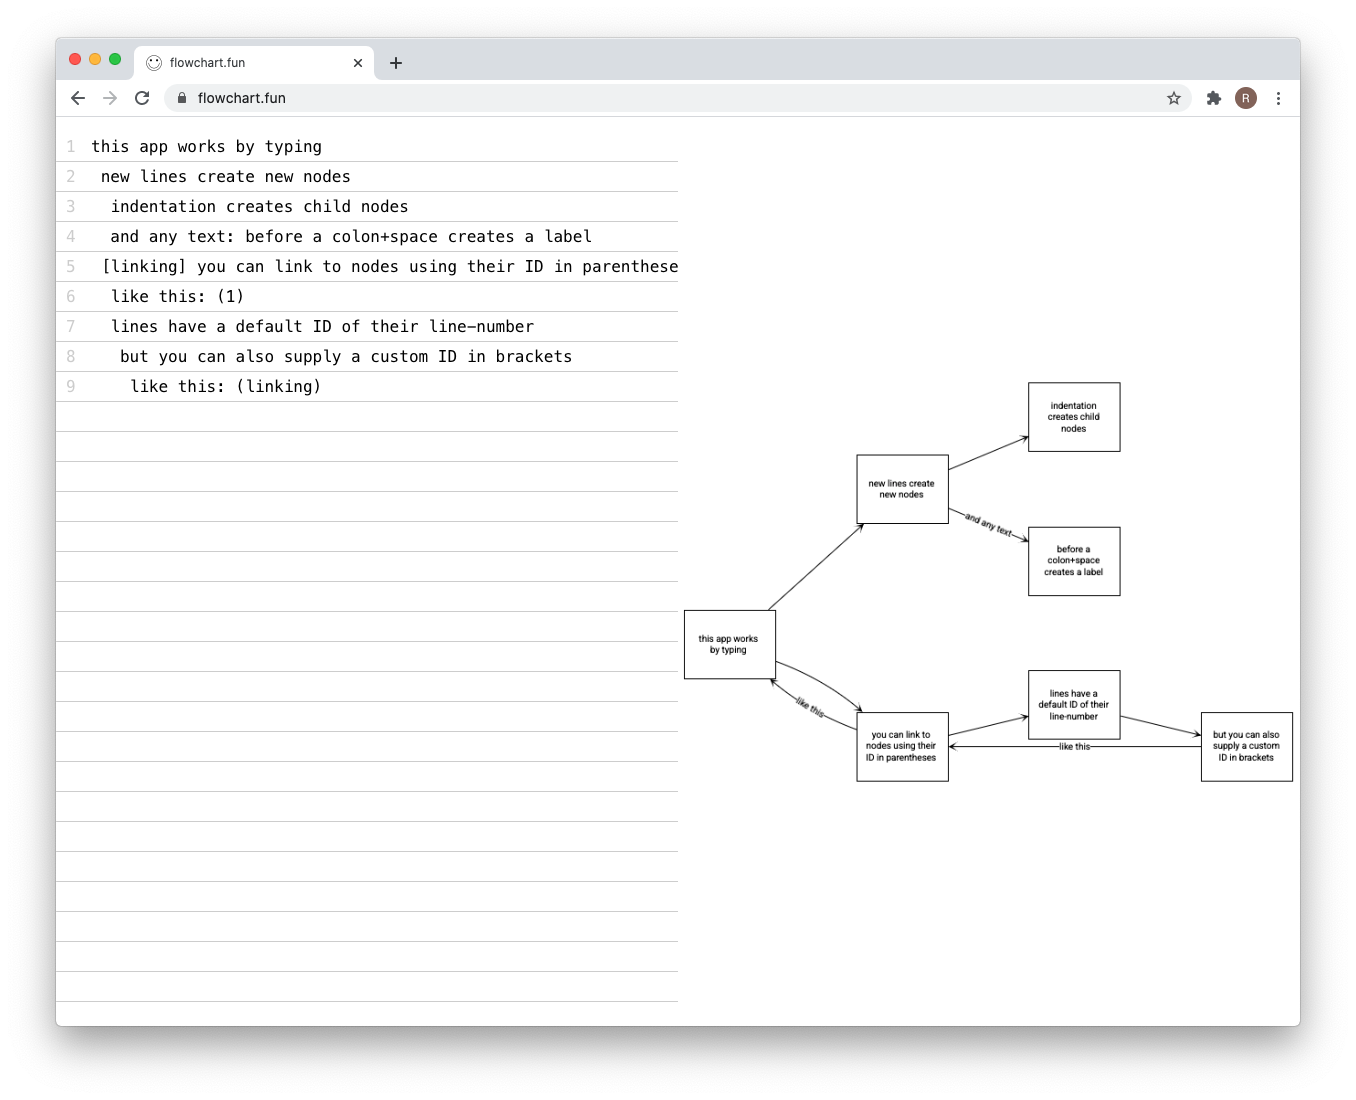 flowchart.fun
flowchart.fun
R
1 this app works by typing
2 new lines create new nodes
3 indentation creates child nodes
4 and any text: before a colon+space creates a label
5 [linking] you can link to nodes using their ID in parenthese
6 like this: (1)
7 lines have a default ID of their line-number
8 but you can also supply a custom ID in brackets
9 like this: (linking)
indentation
creates child
nodes
new lines create
new nodes
and any text
before a
colon+space
creates a label
this app works
by typing
like this
lines have a
default ID of their
line-number
you can link to
nodes using their
ID in parentheses
like this
but you can also
supply a custom
ID in brackets